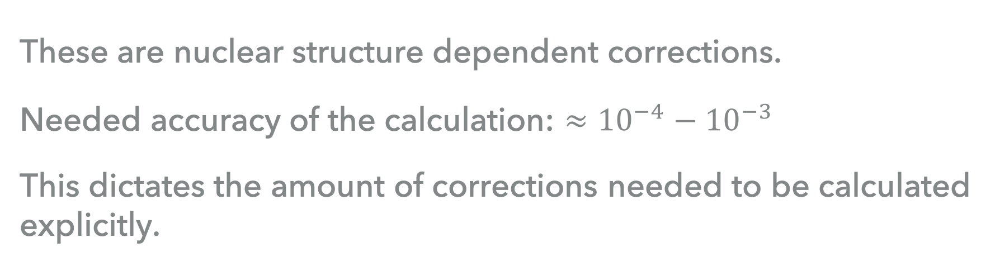 These are nuclear structure dependent corrections.
Needed accuracy of the calculation: ≈ 10⁻⁴ − 10⁻³
This dictates the amount of corrections needed to be calculated
explicitly.